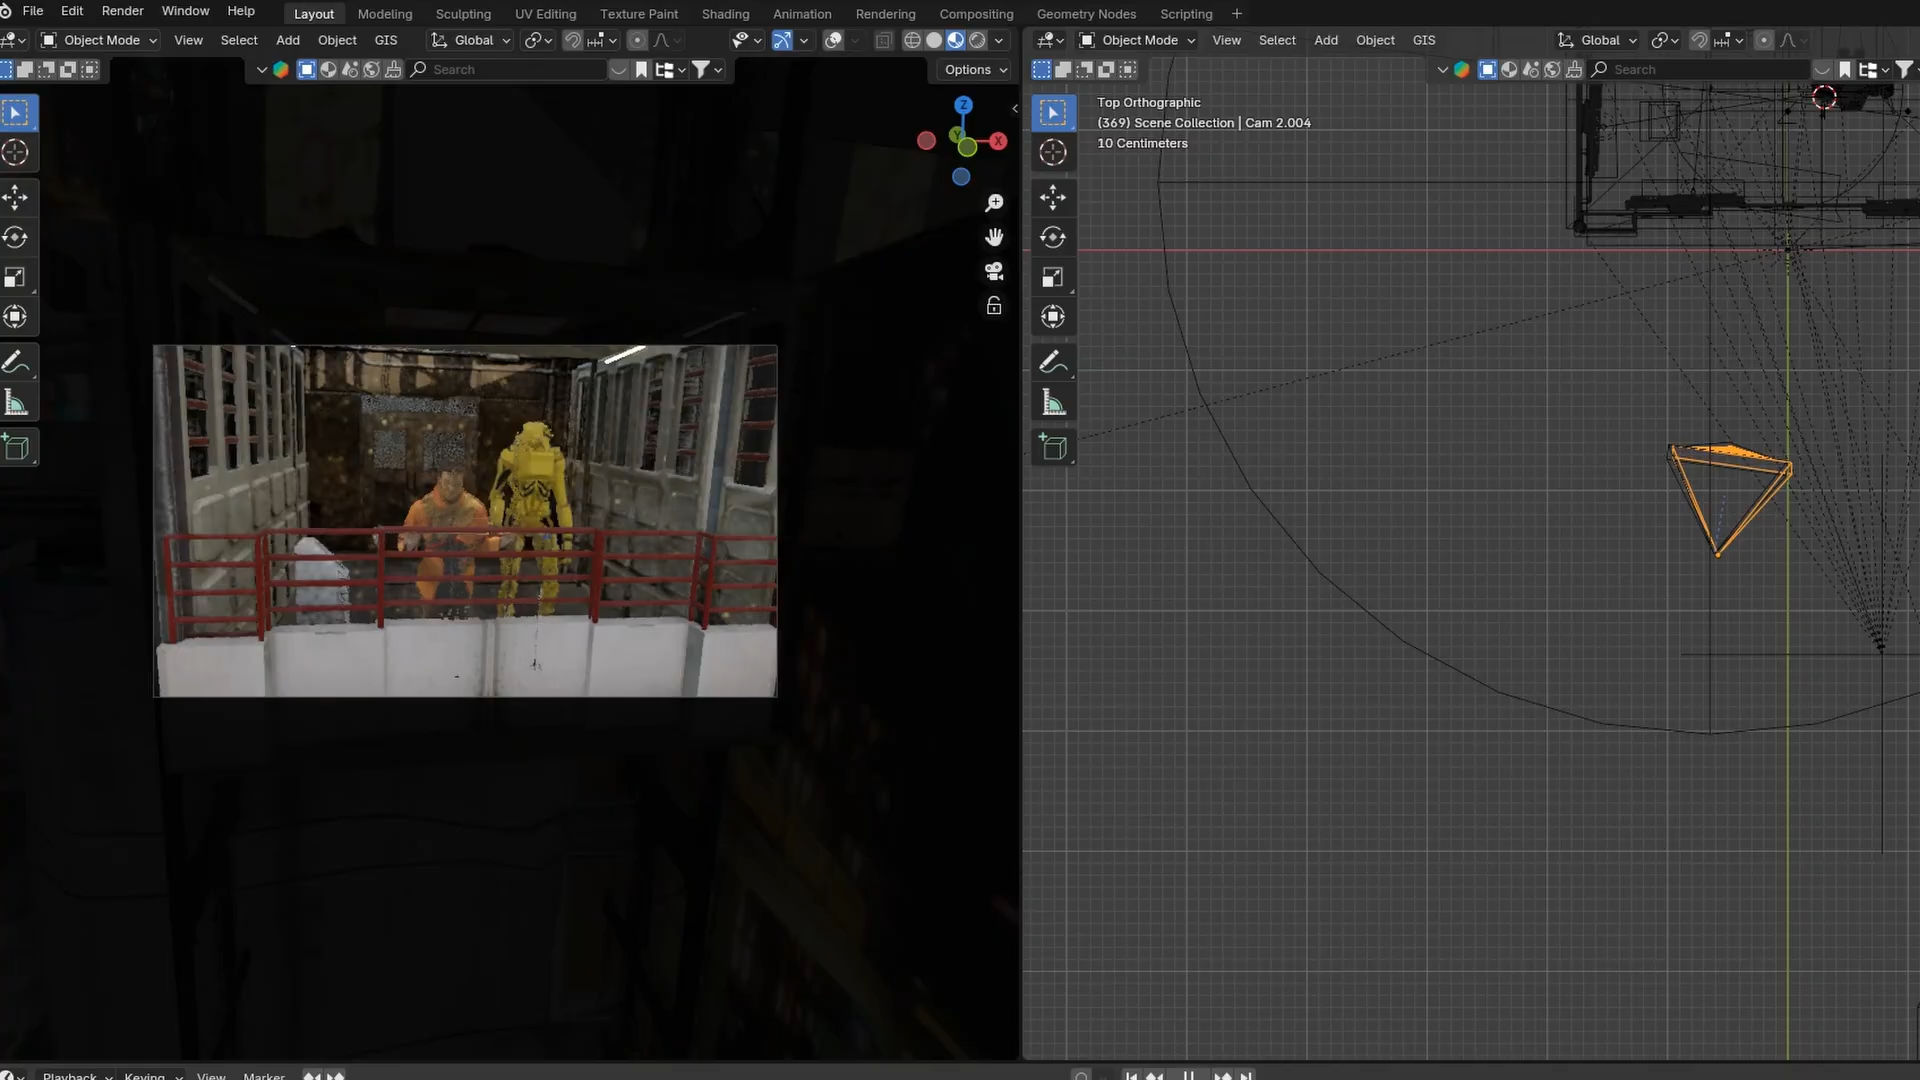 File Edit Render Window Help Layout Modeling Sculpting UV Editing Texture Paint Shading Animation Rendering Compositing Geometry Nodes Scripting +
Object Mode View Select Add Object GIS Global
Object Mode View Select Add Object GIS Global
Search Options
Search
Z
Y
X
Top Orthographic
(369) Scene Collection | Cam 2.004
10 Centimeters
Playback Keying View Marker